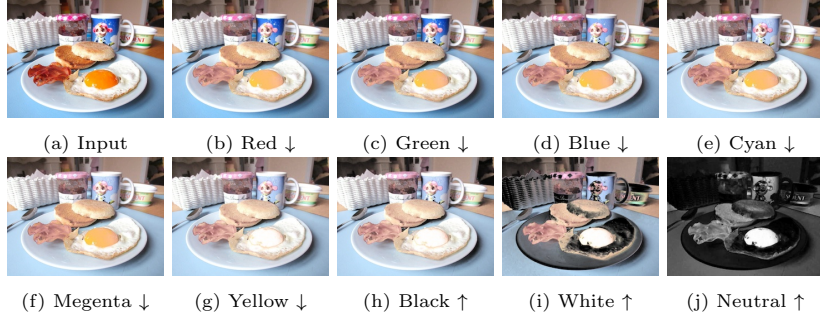 (a) Input
(b) Red ↓
(c) Green ↓
(d) Blue ↓
(e) Cyan ↓
(f) Megenta ↓
(g) Yellow ↓
(h) Black ↑
(i) White ↑
(j) Neutral ↑